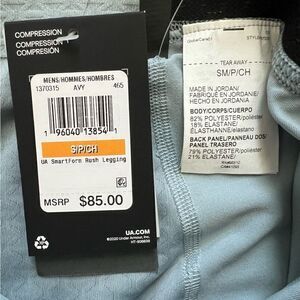 COMPRESSION
COMPRESSION
COMPRESIÓN
MENS/HOMMES/HOMBRES
1370315 AVY 465
1 96040 13854 1
S/P/CH
UA SmartForm Rush Legging
MSRP $85.00
UA.COM
©2020 Under Armour, Inc.
TEAR AWAY
SM/P/CH
MADE IN JORDAN/
FABRIQUÉ EN JORDANIE/
HECHO EN JORDANIA
BODY/CORPS/CUERPO
82% POLYESTER/poliéster
18% ELASTANE/
ÉLASTHANNE/elastano
BACK PANEL/PANNEAU DOS/
PANEL TRASERO
79% POLYESTER/poliéster
21% ELASTANE/